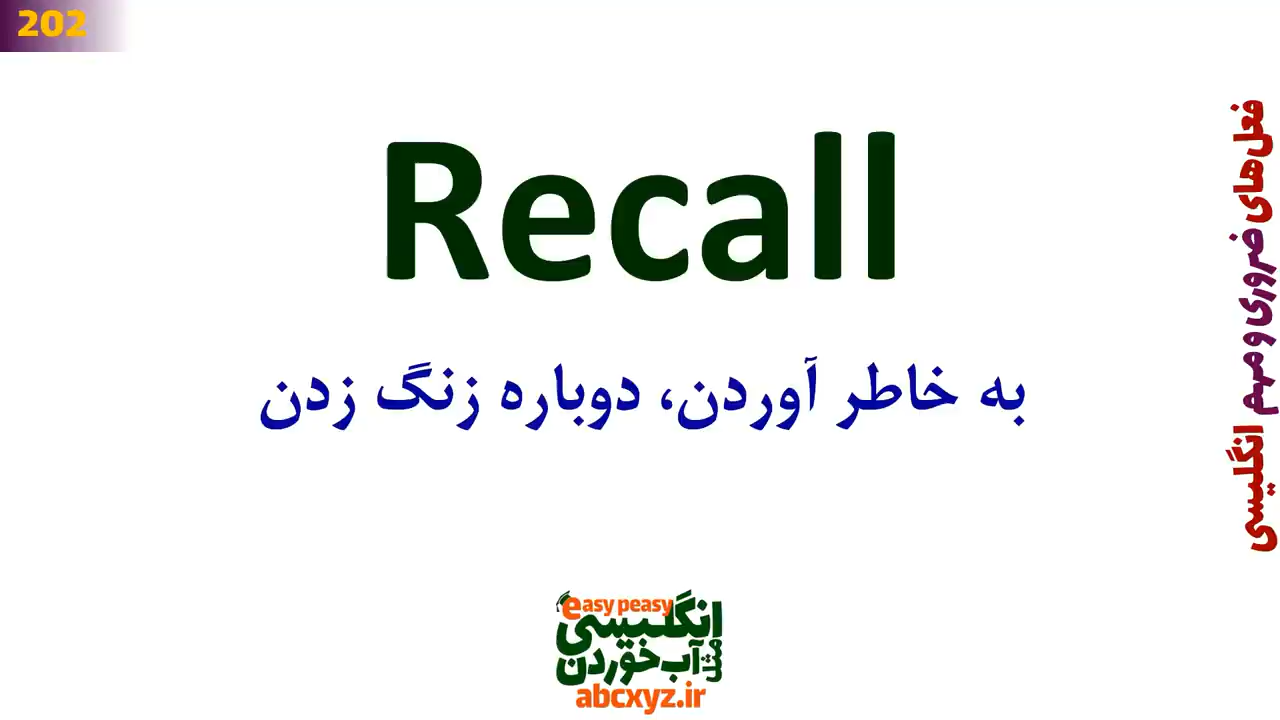 202
Recall
به خاطر آوردن، دوباره زنگ زدن
فعل‌های ضروری و مهم انگلیسی
easy peasy
انگلیسی
مثل آب خوردن
abcxyz.ir